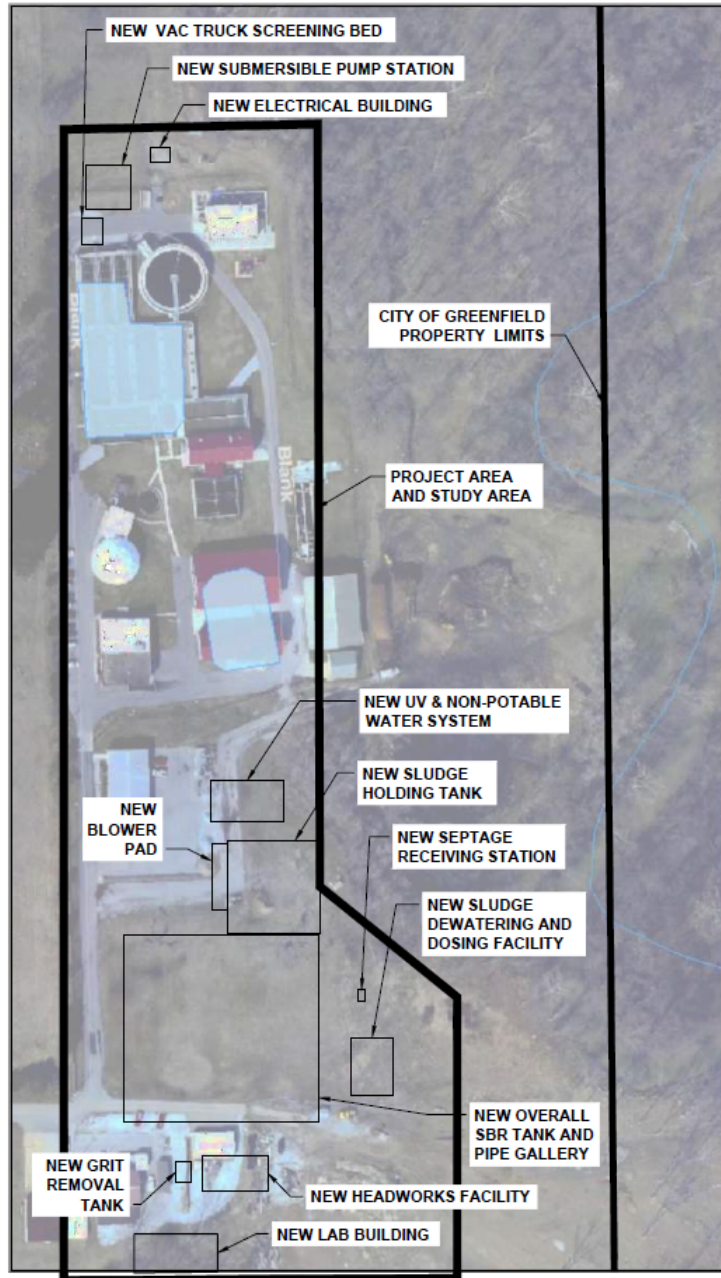 NEW VAC TRUCK SCREENING BED
NEW SUBMERSIBLE PUMP STATION
NEW ELECTRICAL BUILDING
Blank
CITY OF GREENFIELD
PROPERTY LIMITS
Blank
PROJECT AREA
AND STUDY AREA
NEW UV & NON-POTABLE
WATER SYSTEM
NEW SLUDGE
HOLDING TANK
NEW
BLOWER
PAD
NEW SEPTAGE
RECEIVING STATION
NEW SLUDGE
DEWATERING AND
DOSING FACILITY
NEW OVERALL
SBR TANK AND
PIPE GALLERY
NEW GRIT
REMOVAL
TANK
NEW HEADWORKS FACILITY
NEW LAB BUILDING